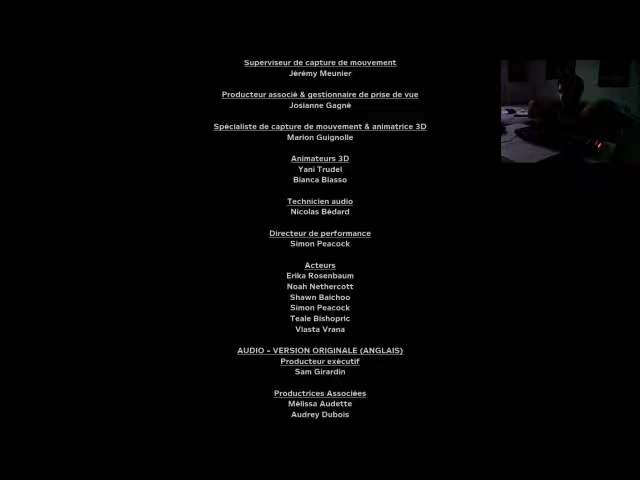 Superviseur de capture de mouvement
Jérémy Meunier
Producteur associé & gestionnaire de prise de vue
Josianne Gagné
Spécialiste de capture de mouvement & animatrice 3D
Marion Guignolle
Animateurs 3D
Yani Trudel
Bianca Biasso
Technicien audio
Nicolas Bédard
Directeur de performance
Simon Peacock
Acteurs
Erika Rosenbaum
Noah Nethercott
Shawn Baichoo
Simon Peacock
Teale Bishopric
Vlasta Vrana
AUDIO - VERSION ORIGINALE (ANGLAIS)
Producteur exécutif
Sam Girardin
Productrices Associées
Mélissa Audette
Audrey Dubois